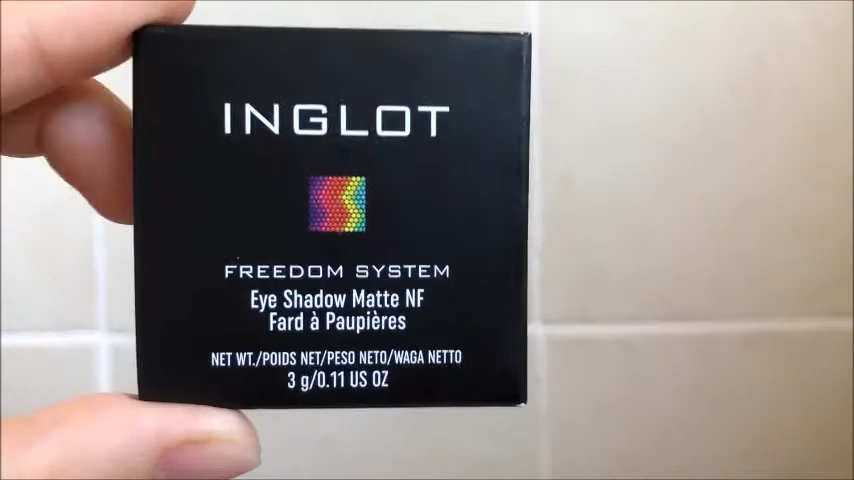 INGLOT
FREEDOM SYSTEM
Eye Shadow Matte NF
Fard à Paupières
NET WT./POIDS NET/PESO NETO/WAGA NETTO
3 g/0.11 US OZ